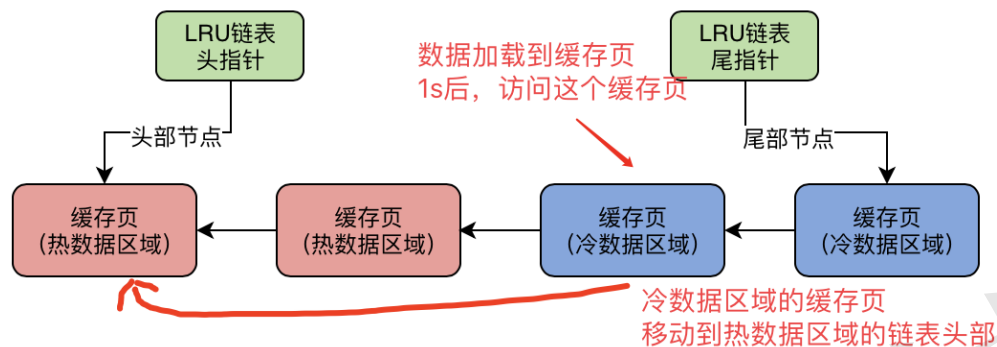 LRU链表
头指针
LRU链表
尾指针
数据加载到缓存页
1s后，访问这个缓存页
头部节点
尾部节点
缓存页
（热数据区域）
缓存页
（热数据区域）
缓存页
（冷数据区域）
缓存页
（冷数据区域）
冷数据区域的缓存页
移动到热数据区域的链表头部